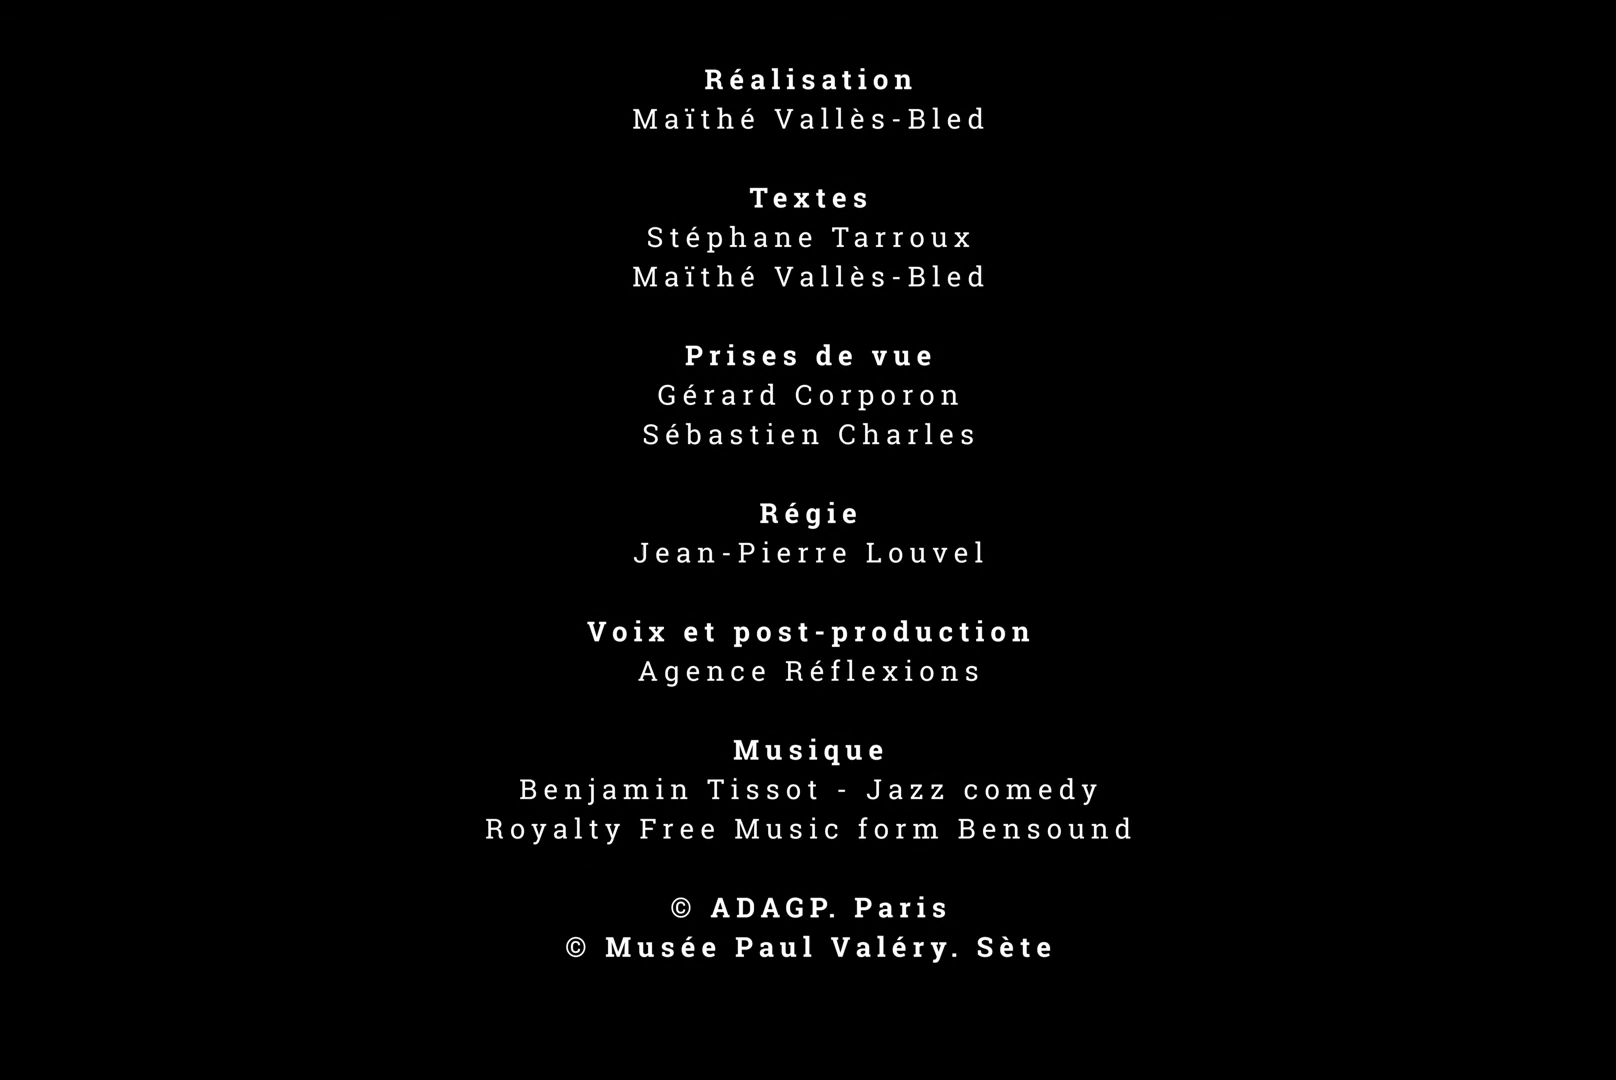 Réalisation
Maïthé Vallès-Bled
Textes
Stéphane Tarroux
Maïthé Vallès-Bled
Prises de vue
Gérard Corporon
Sébastien Charles
Régie
Jean-Pierre Louvel
Voix et post-production
Agence Réflexions
Musique
Benjamin Tissot - Jazz comedy
Royalty Free Music form Bensound
© ADAGP. Paris
© Musée Paul Valéry. Sète